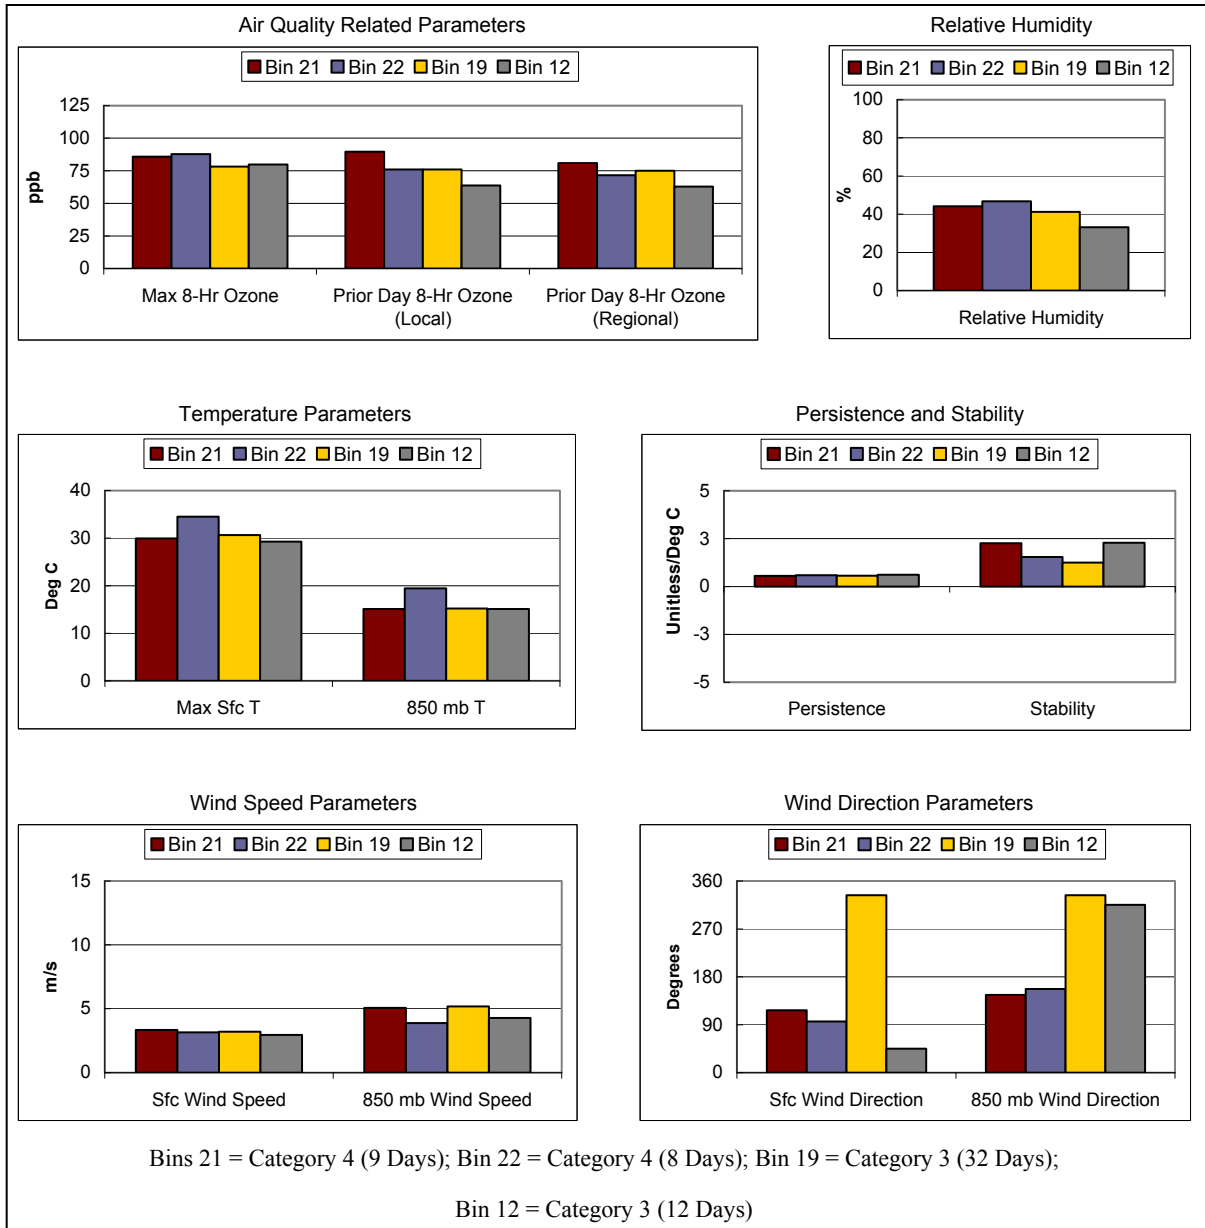 Air Quality Related Parameters
Bin 21 Bin 22 Bin 19 Bin 12
125
100
75
50
25
0
ppb
Max 8-Hr Ozone
Prior Day 8-Hr Ozone
(Local)
Prior Day 8-Hr Ozone
(Regional)
Relative Humidity
Bin 21 Bin 22 Bin 19 Bin 12
100
80
60
40
20
0
%
Relative Humidity
Temperature Parameters
Bin 21 Bin 22 Bin 19 Bin 12
40
30
20
10
0
Deg C
Max Sfc T
850 mb T
Persistence and Stability
Bin 21 Bin 22 Bin 19 Bin 12
5
3
0
-3
-5
Unitless/Deg C
Persistence
Stability
Wind Speed Parameters
Bin 21 Bin 22 Bin 19 Bin 12
15
10
5
0
m/s
Sfc Wind Speed
850 mb Wind Speed
Wind Direction Parameters
Bin 21 Bin 22 Bin 19 Bin 12
360
270
180
90
0
Degrees
Sfc Wind Direction
850 mb Wind Direction
Bins 21 = Category 4 (9 Days); Bin 22 = Category 4 (8 Days); Bin 19 = Category 3 (32 Days);
Bin 12 = Category 3 (12 Days)